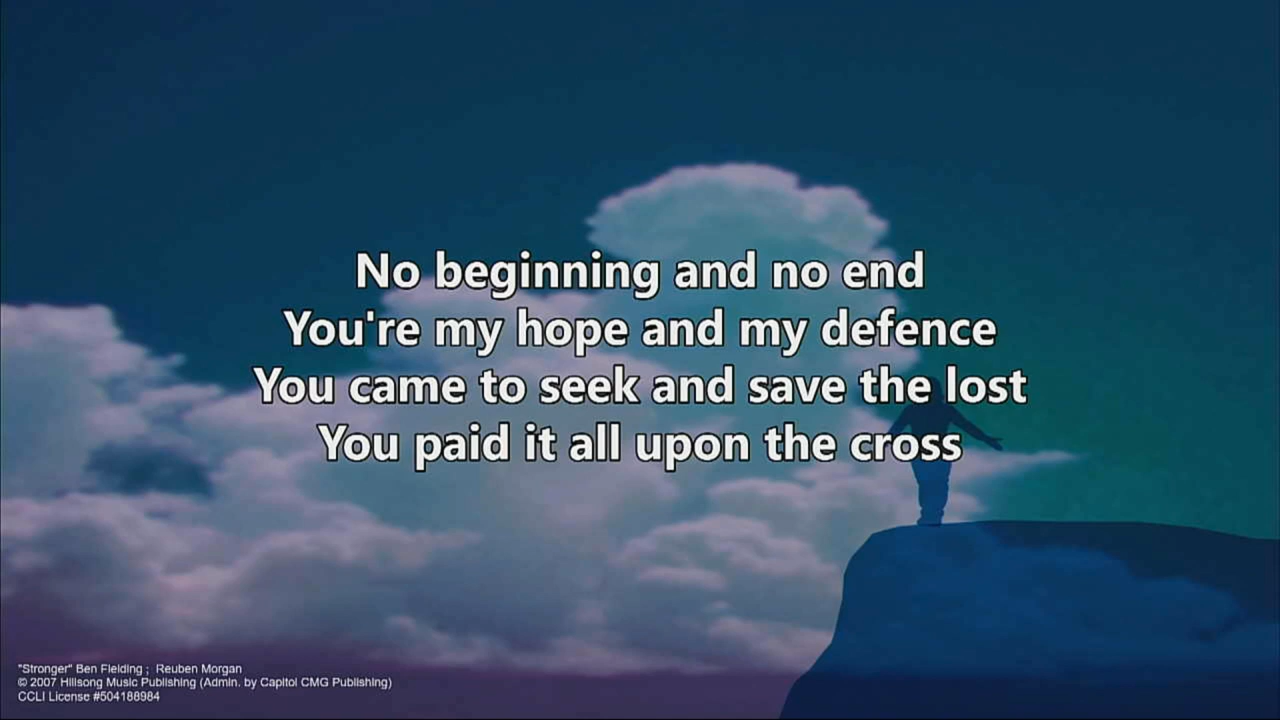 No beginning and no end
You're my hope and my defence
You came to seek and save the lost
You paid it all upon the cross
"Stronger" Ben Fielding ;  Reuben Morgan
© 2007 Hillsong Music Publishing (Admin. by Capitol CMG Publishing)
CCLI License #504188984